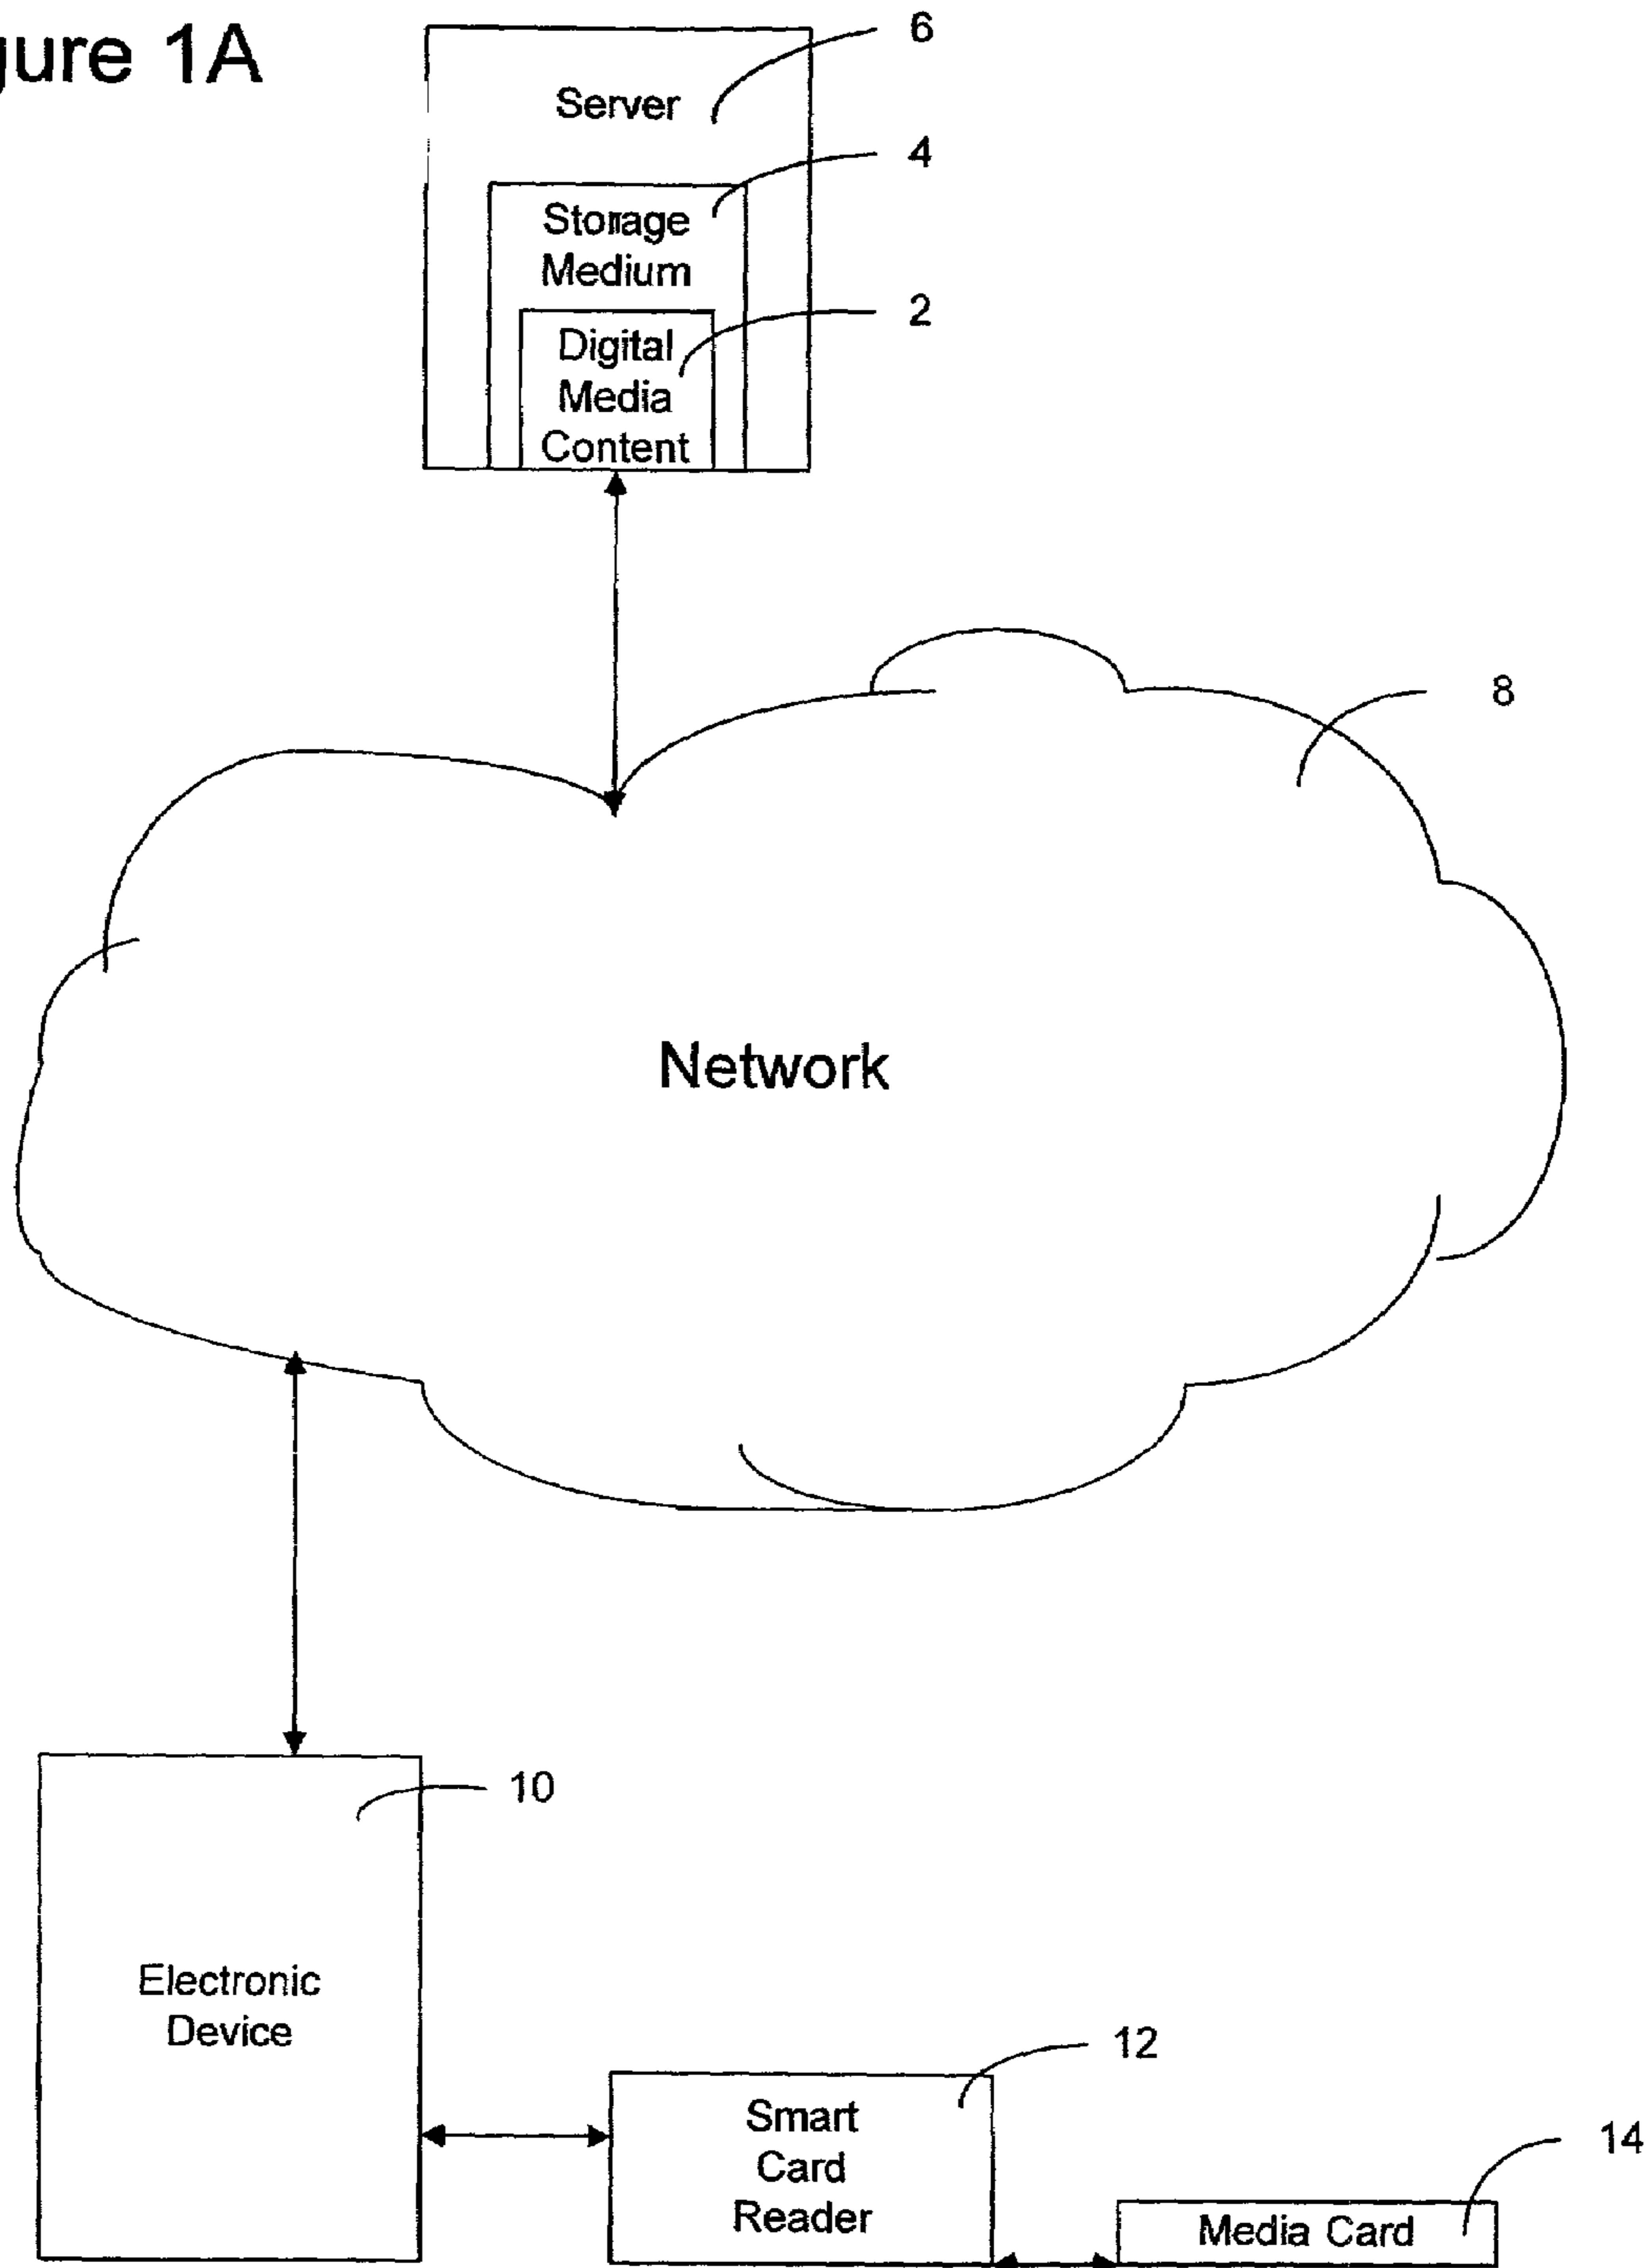 gure 1A
6
Server
4
Storage
Medium
2
Digital
Media
Content
8
Network
10
Electronic
Device
12
Smart
Card
Reader
14
Media Card